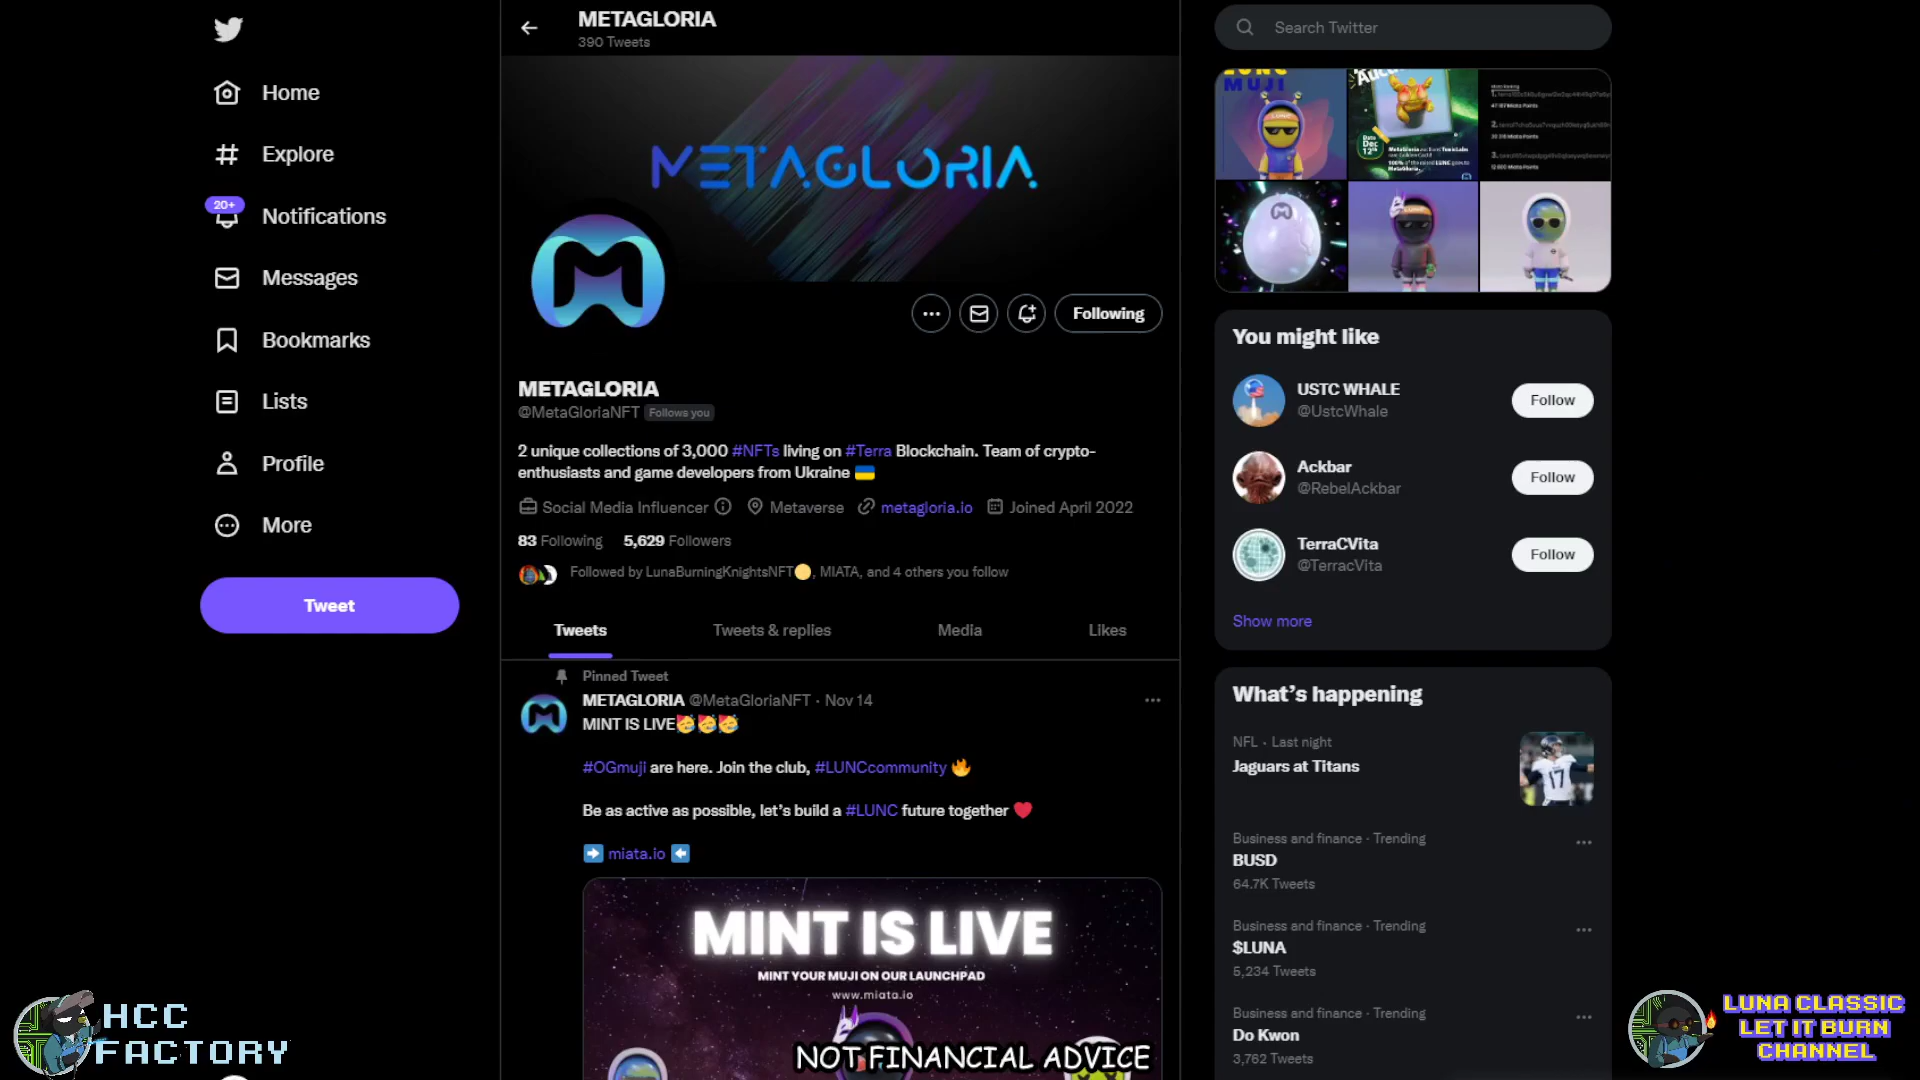 Home
Explore
20+
Notifications
Messages
Bookmarks
Lists
Profile
More
Tweet
METAGLORIA
390 Tweets
METAGLORIA
Following
METAGLORIA
@MetaGloriaNFT Follows you
2 unique collections of 3,000 #NFTs living on #Terra Blockchain. Team of crypto-
enthusiasts and game developers from Ukraine 🇺🇦
Social Media Influencer Metaverse metagloria.io Joined April 2022
83 Following 5,629 Followers
Followed by LunaBurningKnightsNFT🌕, MIATA, and 4 others you follow
Tweets Tweets & replies Media Likes
Pinned Tweet
METAGLORIA @MetaGloriaNFT · Nov 14
MINT IS LIVE🥳🥳🥳
#OGmuji are here. Join the club, #LUNCcommunity 🔥
Be as active as possible, let's build a #LUNC future together ❤️
➡️ miata.io ⬅️
MINT IS LIVE
MINT YOUR MUJI ON OUR LAUNCHPAD
www.miata.io
NOT FINANCIAL ADVICE
Search Twitter
MUJI
LUNC
Date
Dec
12th
LUNC
You might like
USTC WHALE
@UstcWhale
Follow
Ackbar
@RebelAckbar
Follow
TerraCVita
@TerracVita
Follow
Show more
What's happening
NFL · Last night
Jaguars at Titans
17
Business and finance · Trending
BUSD
64.7K Tweets
Business and finance · Trending
$LUNA
5,234 Tweets
Business and finance · Trending
Do Kwon
3,762 Tweets
HCC
FACTORY
LUNA CLASSIC
LET IT BURN
CHANNEL